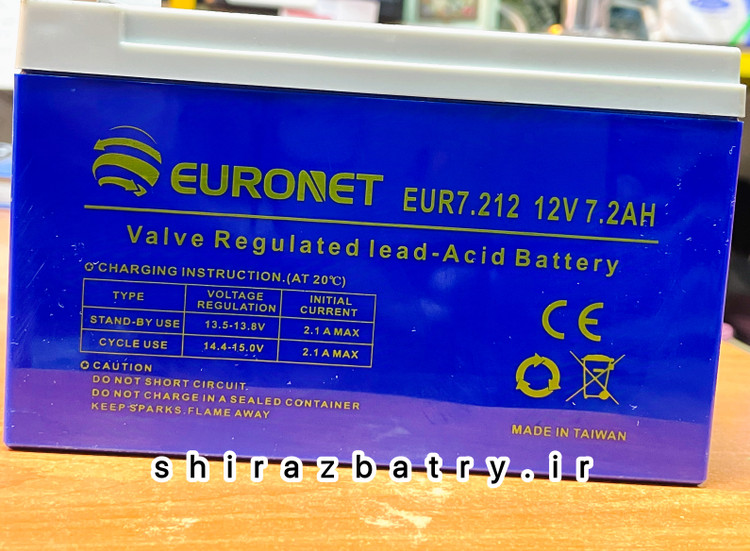 EURONET EUR7.212 12V 7.2AH
Valve Regulated lead-Acid Battery
CHARGING INSTRUCTION.(AT 20℃)
TYPE VOLTAGE REGULATION INITIAL CURRENT
STAND-BY USE 13.5-13.8V 2.1 A MAX
CYCLE USE 14.4-15.0V 2.1 A MAX
CAUTION
DO NOT SHORT CIRCUIT.
DO NOT CHARGE IN A SEALED CONTAINER
KEEP SPARKS.FLAME AWAY
CE
MADE IN TAIWAN
shirazbatry.ir